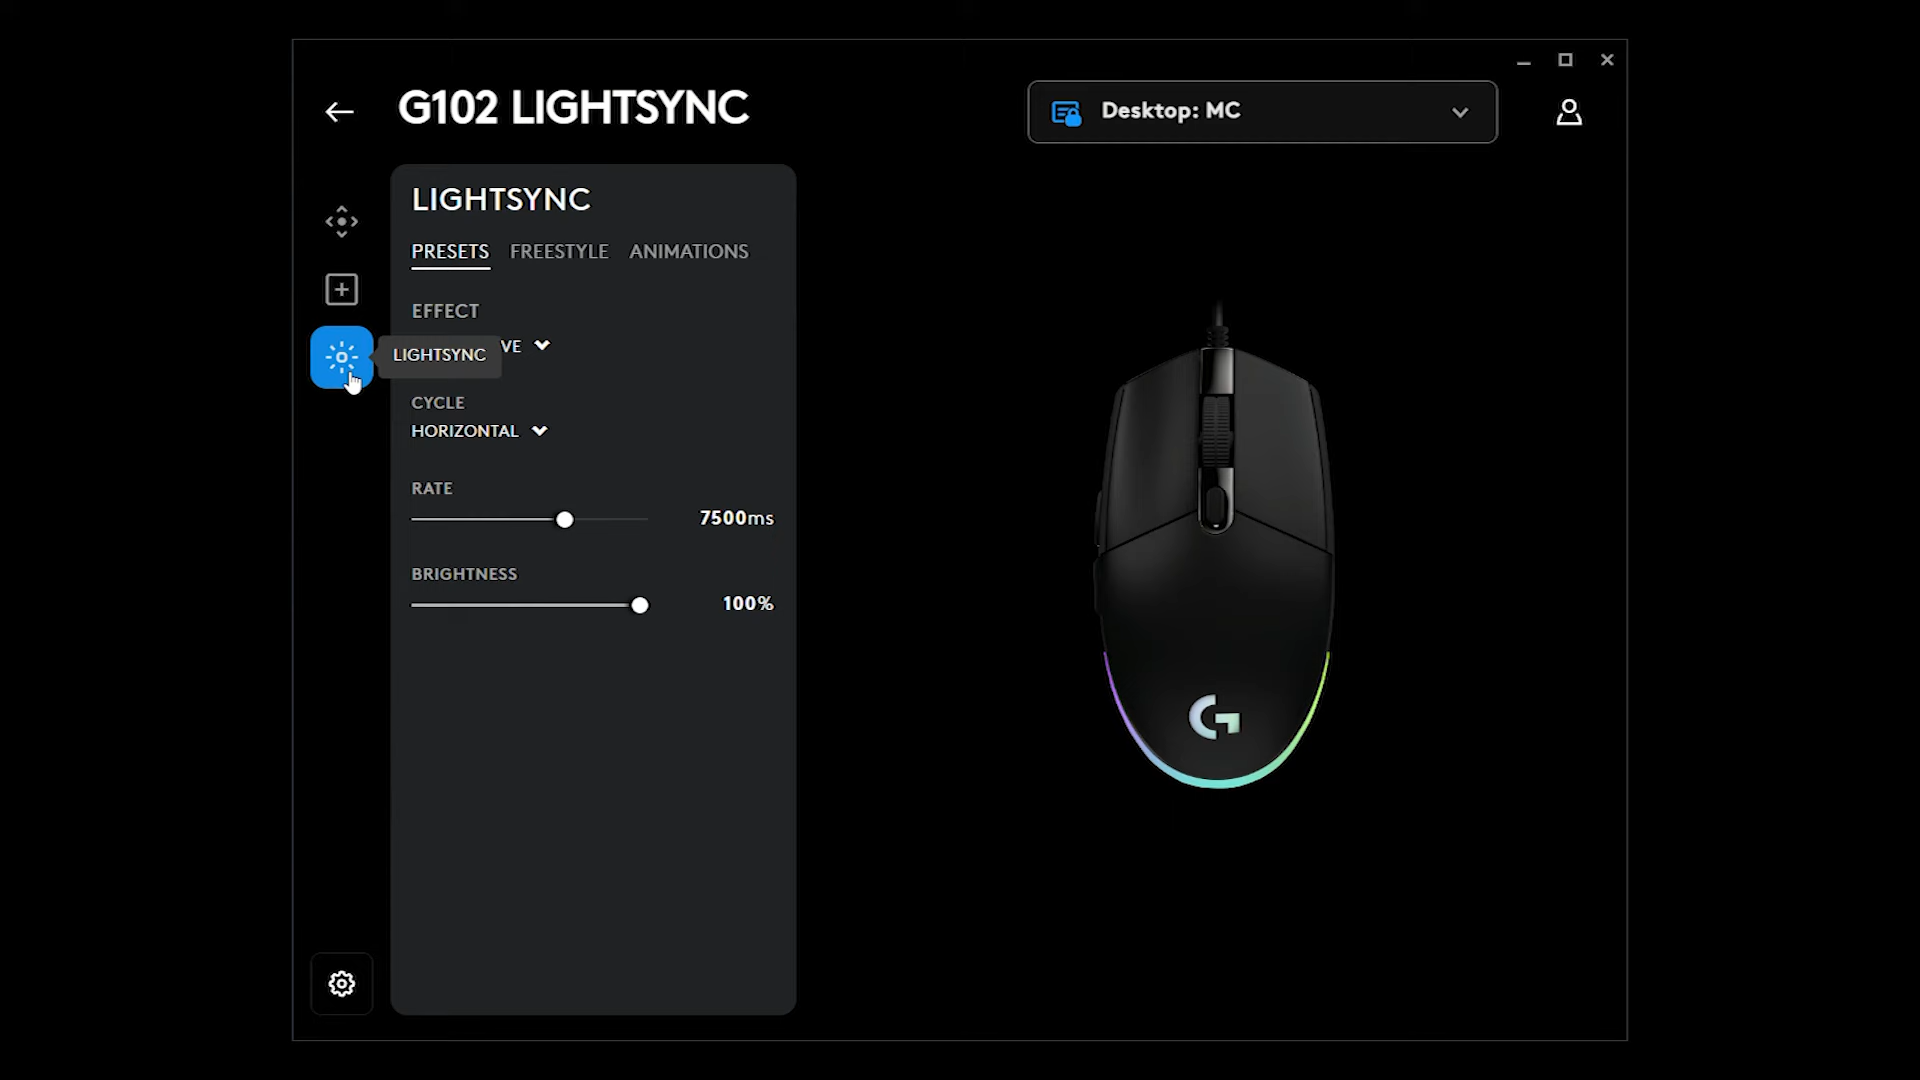 G102 LIGHTSYNC
Desktop: MC
LIGHTSYNC
PRESETS FREESTYLE ANIMATIONS
EFFECT
LIGHTSYNC
VE
CYCLE
HORIZONTAL
RATE
7500ms
BRIGHTNESS
100%
G